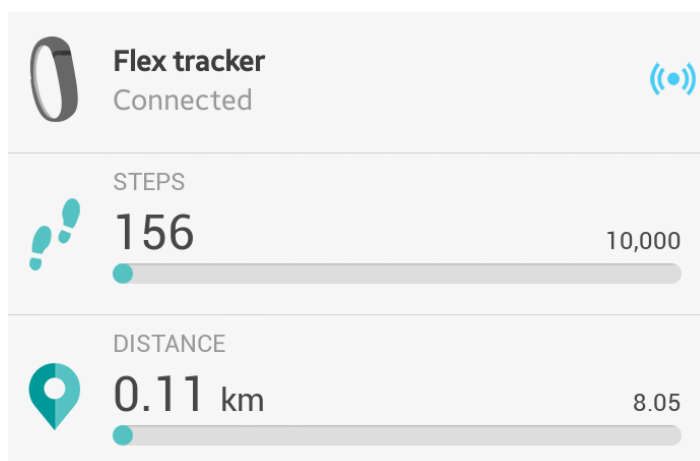 Flex tracker
Connected
STEPS
156
10,000
DISTANCE
0.11 km
8.05